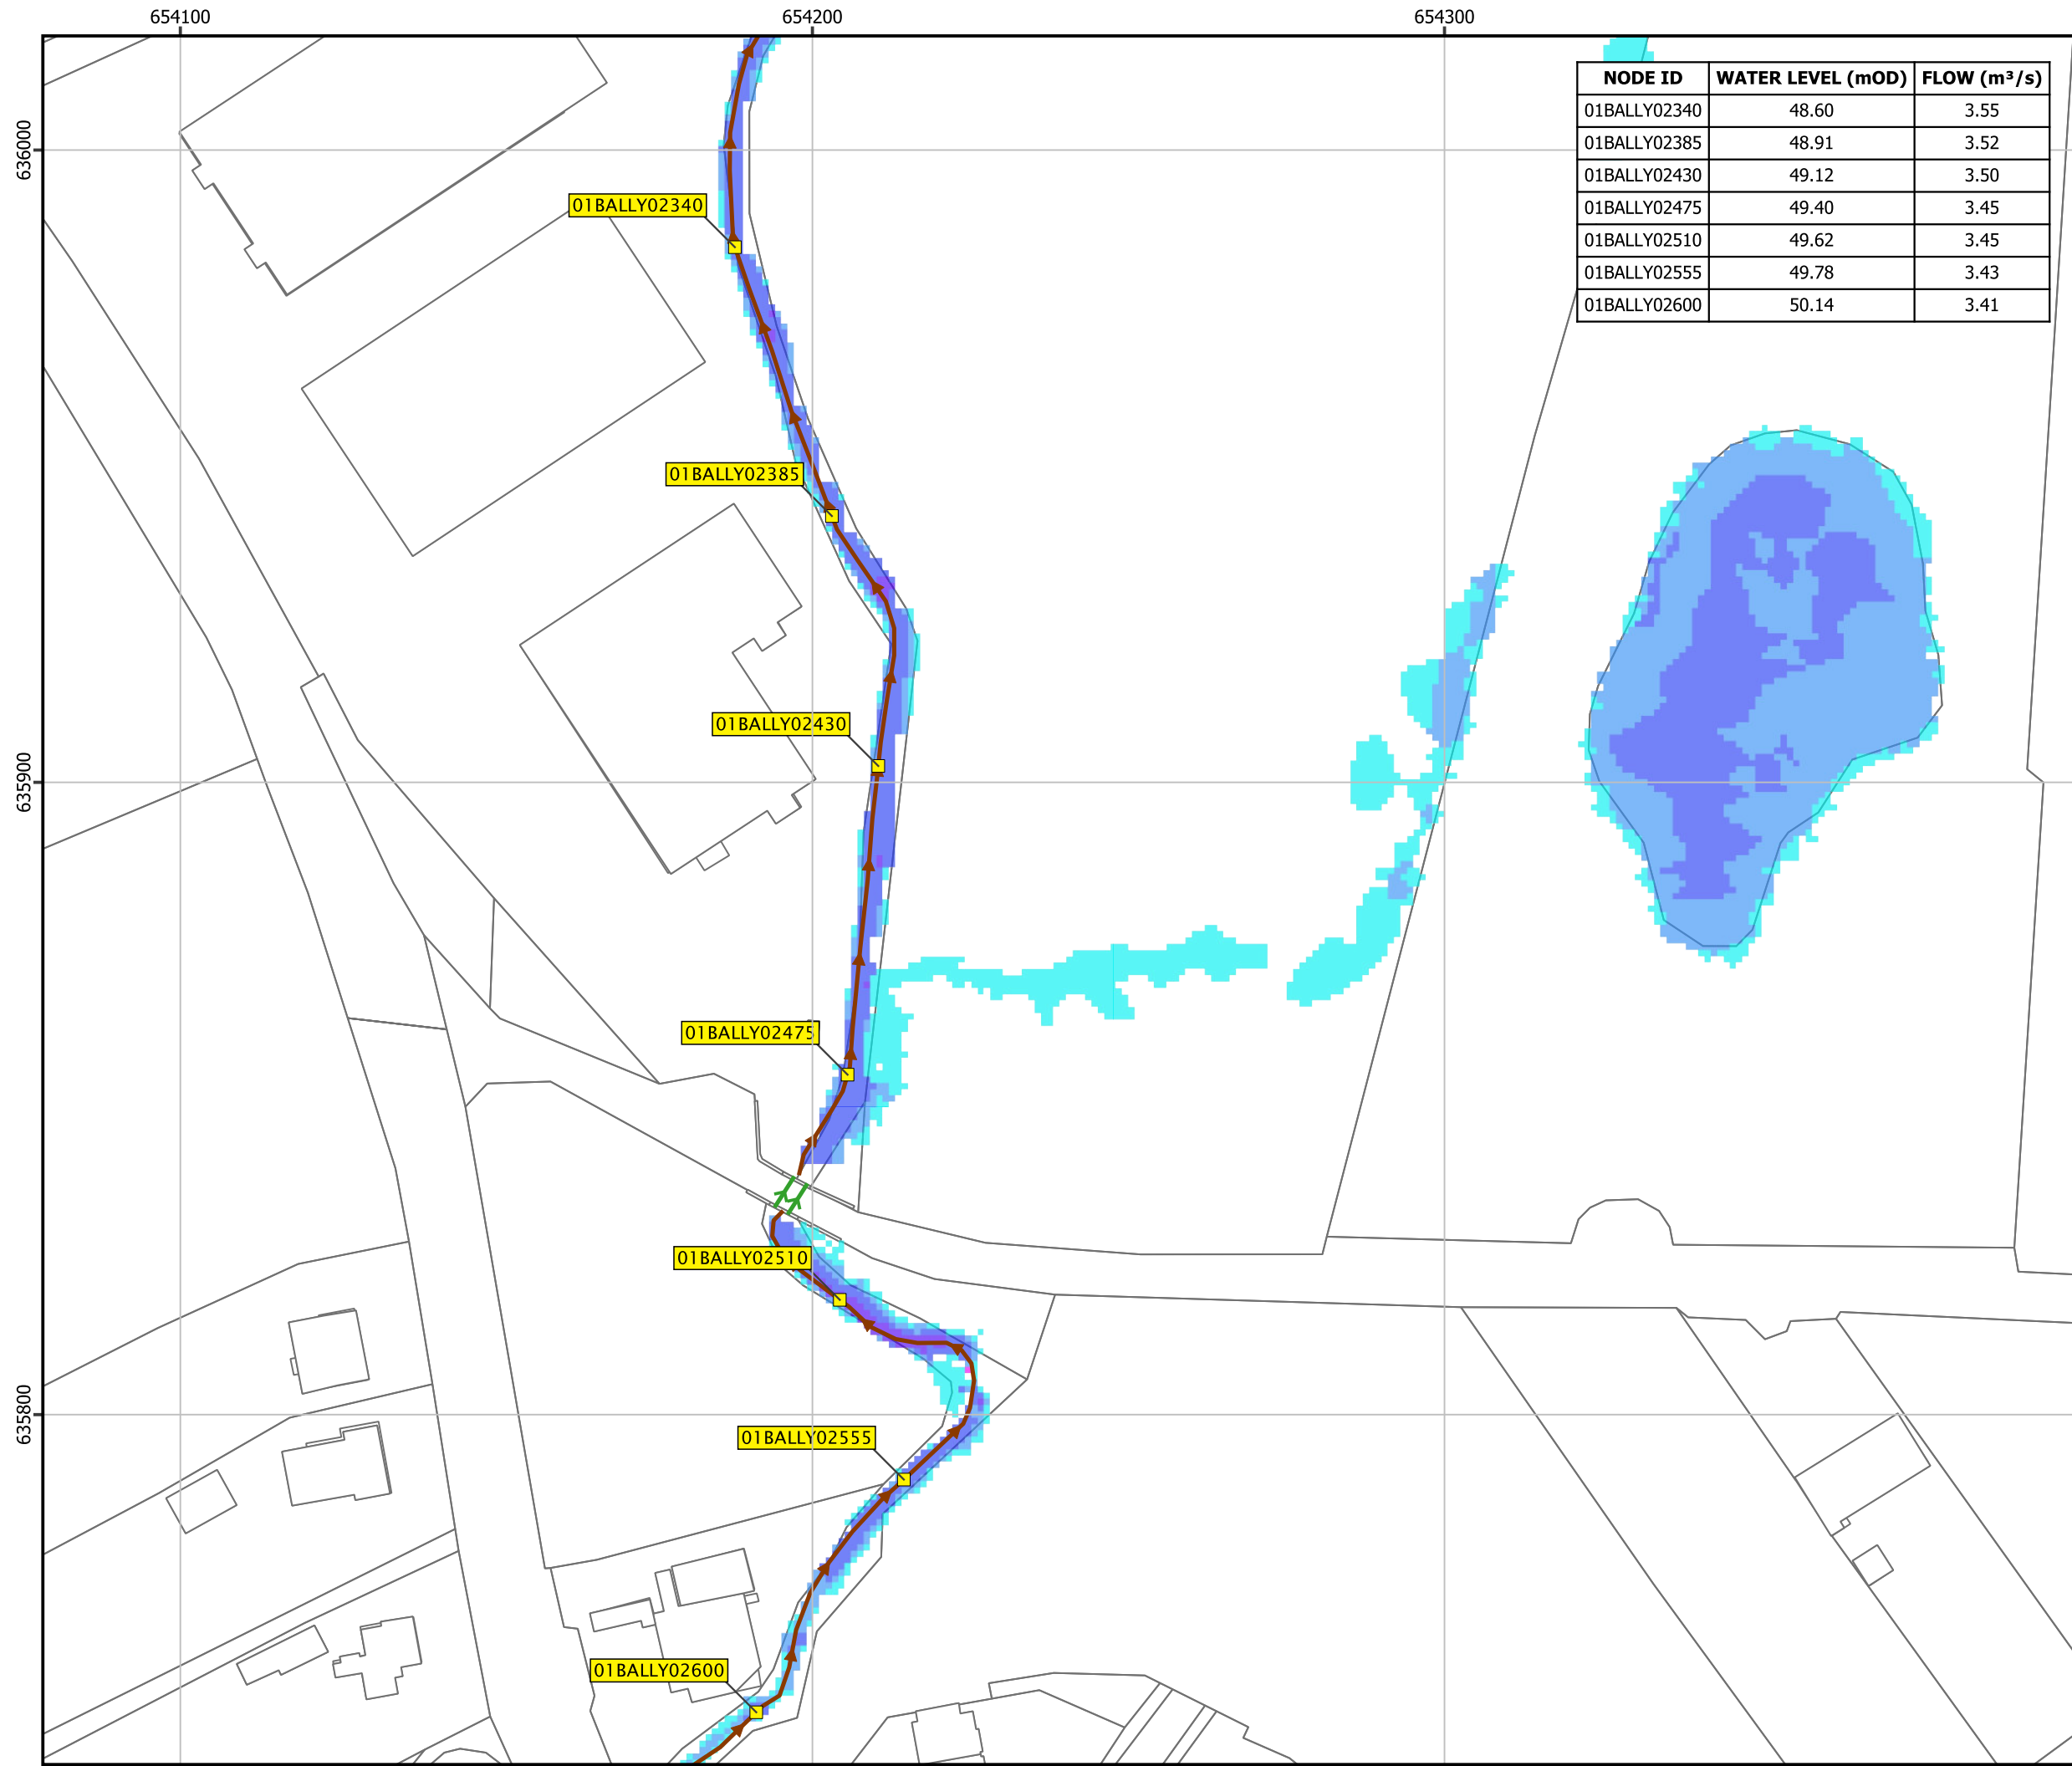 654100
654200
654300
636000
635900
635800
NODE ID WATER LEVEL (mOD) FLOW (m³/s)
01BALLY02340 48.60 3.55
01BALLY02385 48.91 3.52
01BALLY02430 49.12 3.50
01BALLY02475 49.40 3.45
01BALLY02510 49.62 3.45
01BALLY02555 49.78 3.43
01BALLY02600 50.14 3.41
01BALLY02340
01BALLY02385
01BALLY02430
01BALLY02475
01BALLY02510
01BALLY02555
01BALLY02600